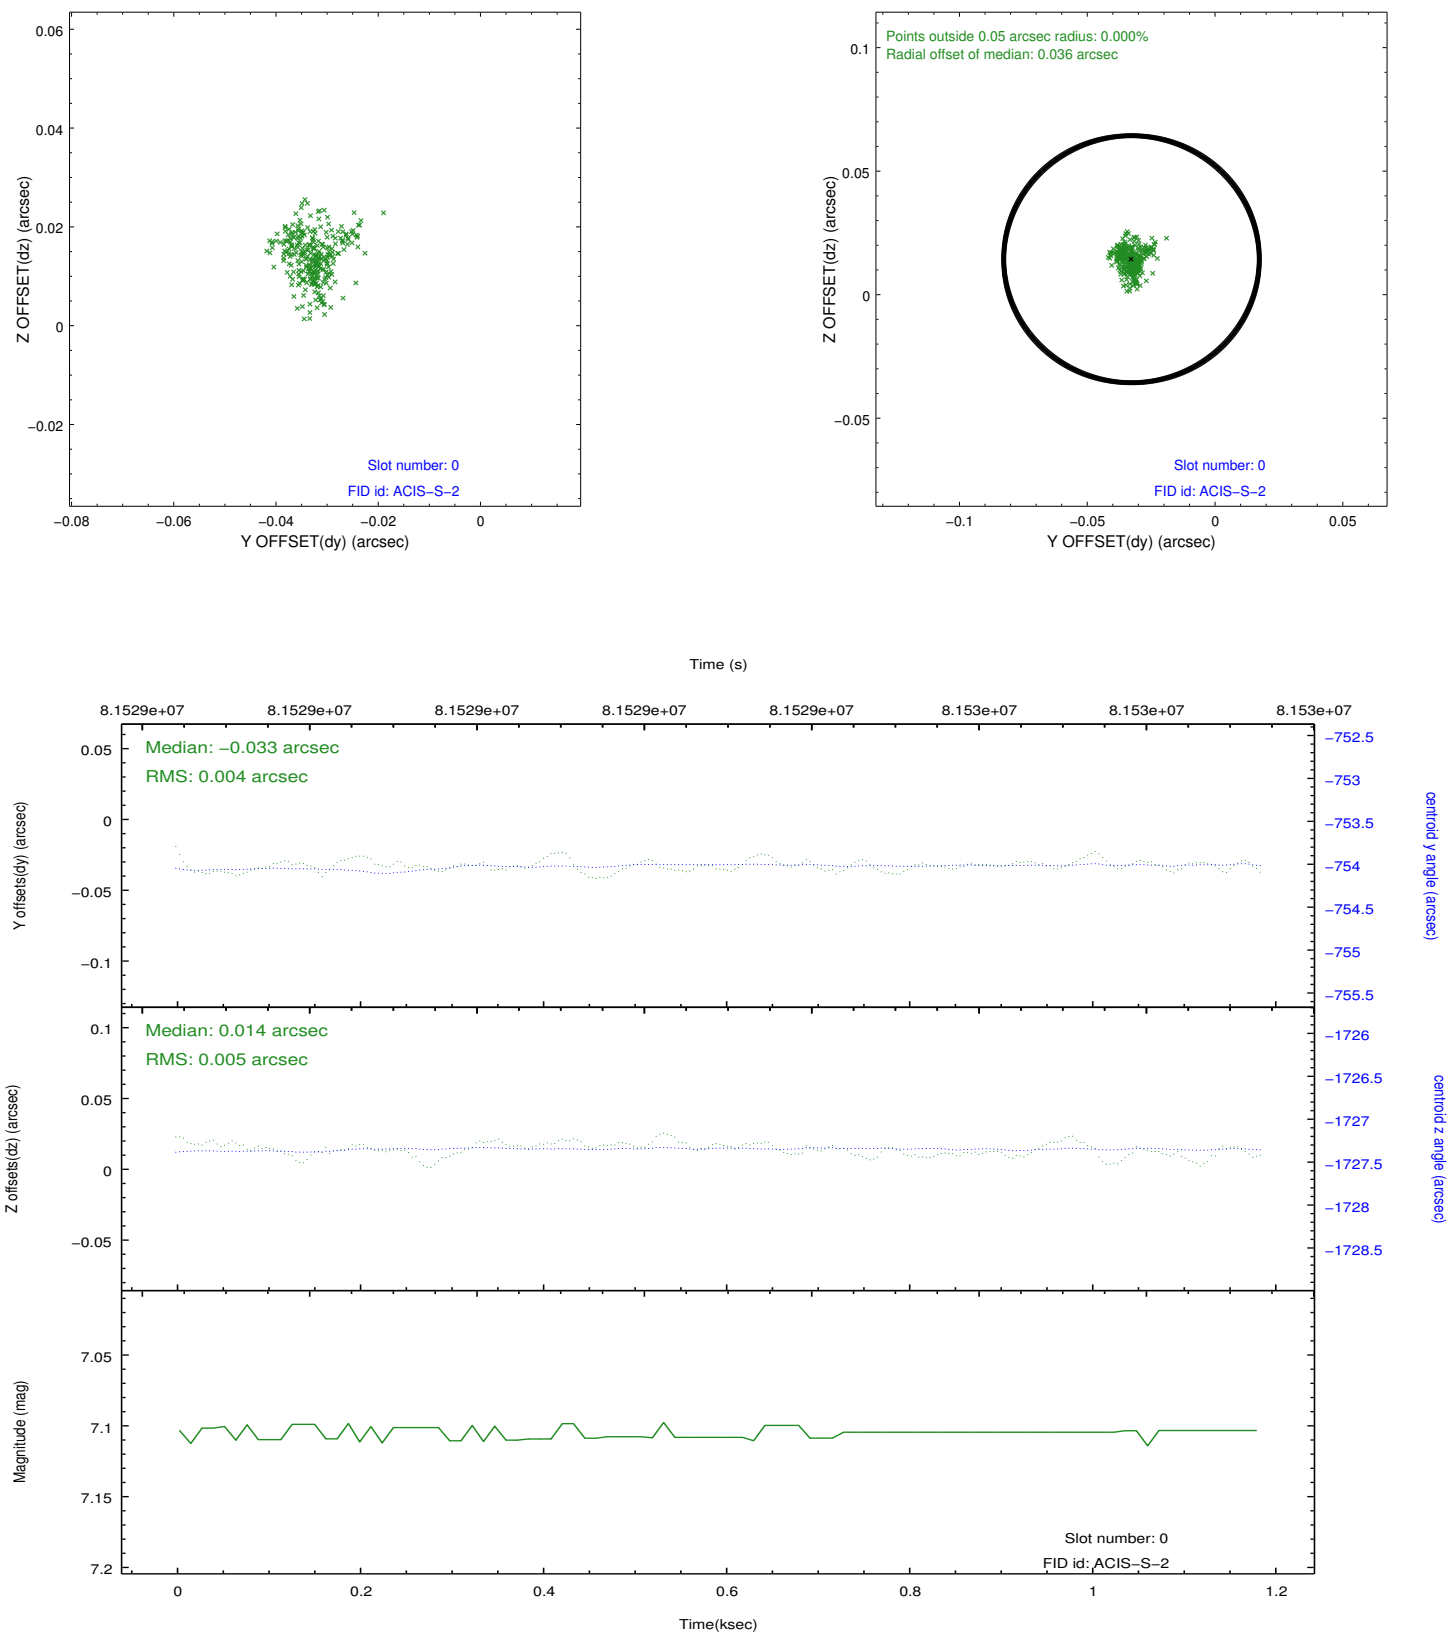 0.06
0.04
0.02
0
−0.02
Z OFFSET(dz) (arcsec)
Slot number: 0
FID id: ACIS−S−2
−0.08
−0.06
−0.04
−0.02
0
Y OFFSET(dy) (arcsec)
Points outside 0.05 arcsec radius: 0.000%
Radial offset of median: 0.036 arcsec
0.1
0.05
0
−0.05
Z OFFSET(dz) (arcsec)
Slot number: 0
FID id: ACIS−S−2
−0.1
−0.05
0
0.05
Y OFFSET(dy) (arcsec)
Time (s)
8.1529e+07
8.1529e+07
8.1529e+07
8.1529e+07
8.1529e+07
8.153e+07
8.153e+07
8.153e+07
Median: −0.033 arcsec
RMS: 0.004 arcsec
0.05
0
−0.05
−0.1
Y offsets(dy) (arcsec)
−752.5
−753
−753.5
−754
−754.5
−755
−755.5
centroid y angle (arcsec)
Median: 0.014 arcsec
RMS: 0.005 arcsec
0.1
0.05
0
−0.05
Z offsets(dz) (arcsec)
−1726
−1726.5
−1727
−1727.5
−1728
−1728.5
centroid z angle (arcsec)
7.05
7.1
7.15
7.2
Magnitude (mag)
Slot number: 0
FID id: ACIS−S−2
0
0.2
0.4
0.6
0.8
1
1.2
Time(ksec)